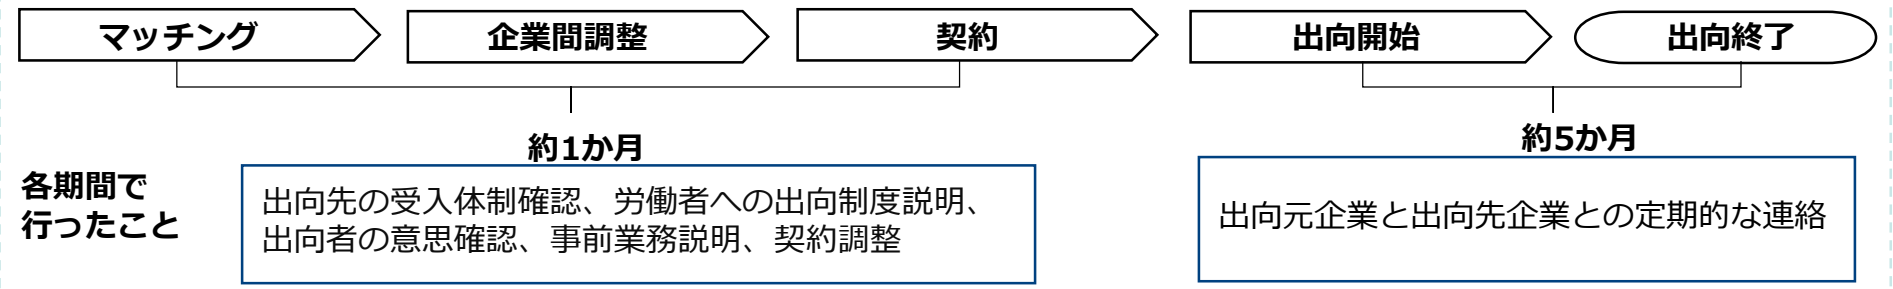 マッチング
企業間調整
契約
出向開始
出向終了
約1か月
約5か月
各期間で
行ったこと
出向先の受入体制確認、労働者への出向制度説明、
出向者の意思確認、事前業務説明、契約調整
出向元企業と出向先企業との定期的な連絡